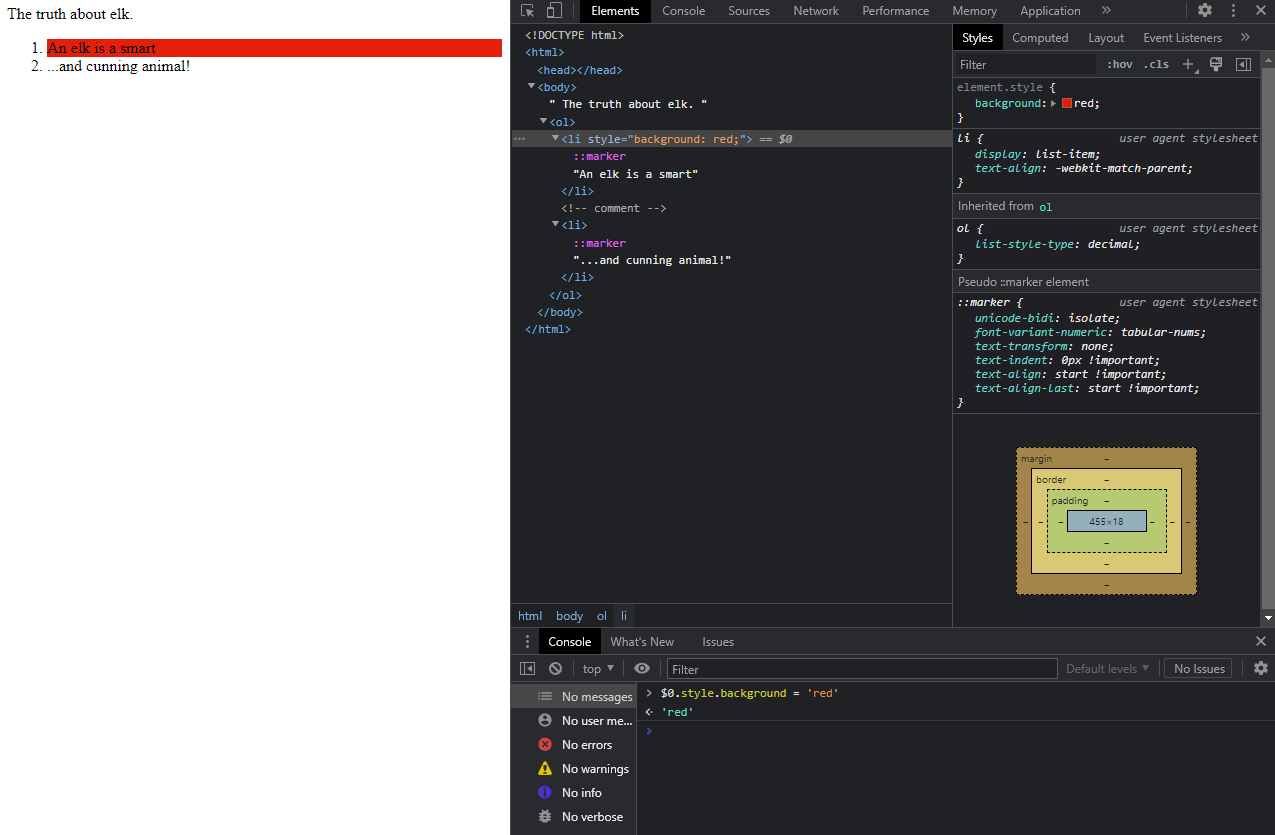 The truth about elk.
1. An elk is a smart
2. ...and cunning animal!
Elements Console Sources Network Performance Memory Application »
<!DOCTYPE html>
<html>
<head></head>
▼<body>
" The truth about elk. "
▼<ol>
··· ▼<li style="background: red;"> == $0
::marker
"An elk is a smart"
</li>
<!-- comment -->
▼<li>
::marker
"...and cunning animal!"
</li>
</ol>
</body>
</html>
html body ol li
Styles Computed Layout Event Listeners »
Filter :hov .cls +
element.style {
background: ▶ red;
}
li { user agent stylesheet
display: list-item;
text-align: -webkit-match-parent;
}
Inherited from ol
ol { user agent stylesheet
list-style-type: decimal;
}
Pseudo ::marker element
::marker { user agent stylesheet
unicode-bidi: isolate;
font-variant-numeric: tabular-nums;
text-transform: none;
text-indent: 0px !important;
text-align: start !important;
text-align-last: start !important;
}
margin –
border –
padding –
– – – 455×18 – – –
–
–
–
Console What's New Issues
top ▼ Filter Default levels ▼ No Issues
No messages
No user me...
No errors
No warnings
No info
No verbose
> $0.style.background = 'red'
'red'
>